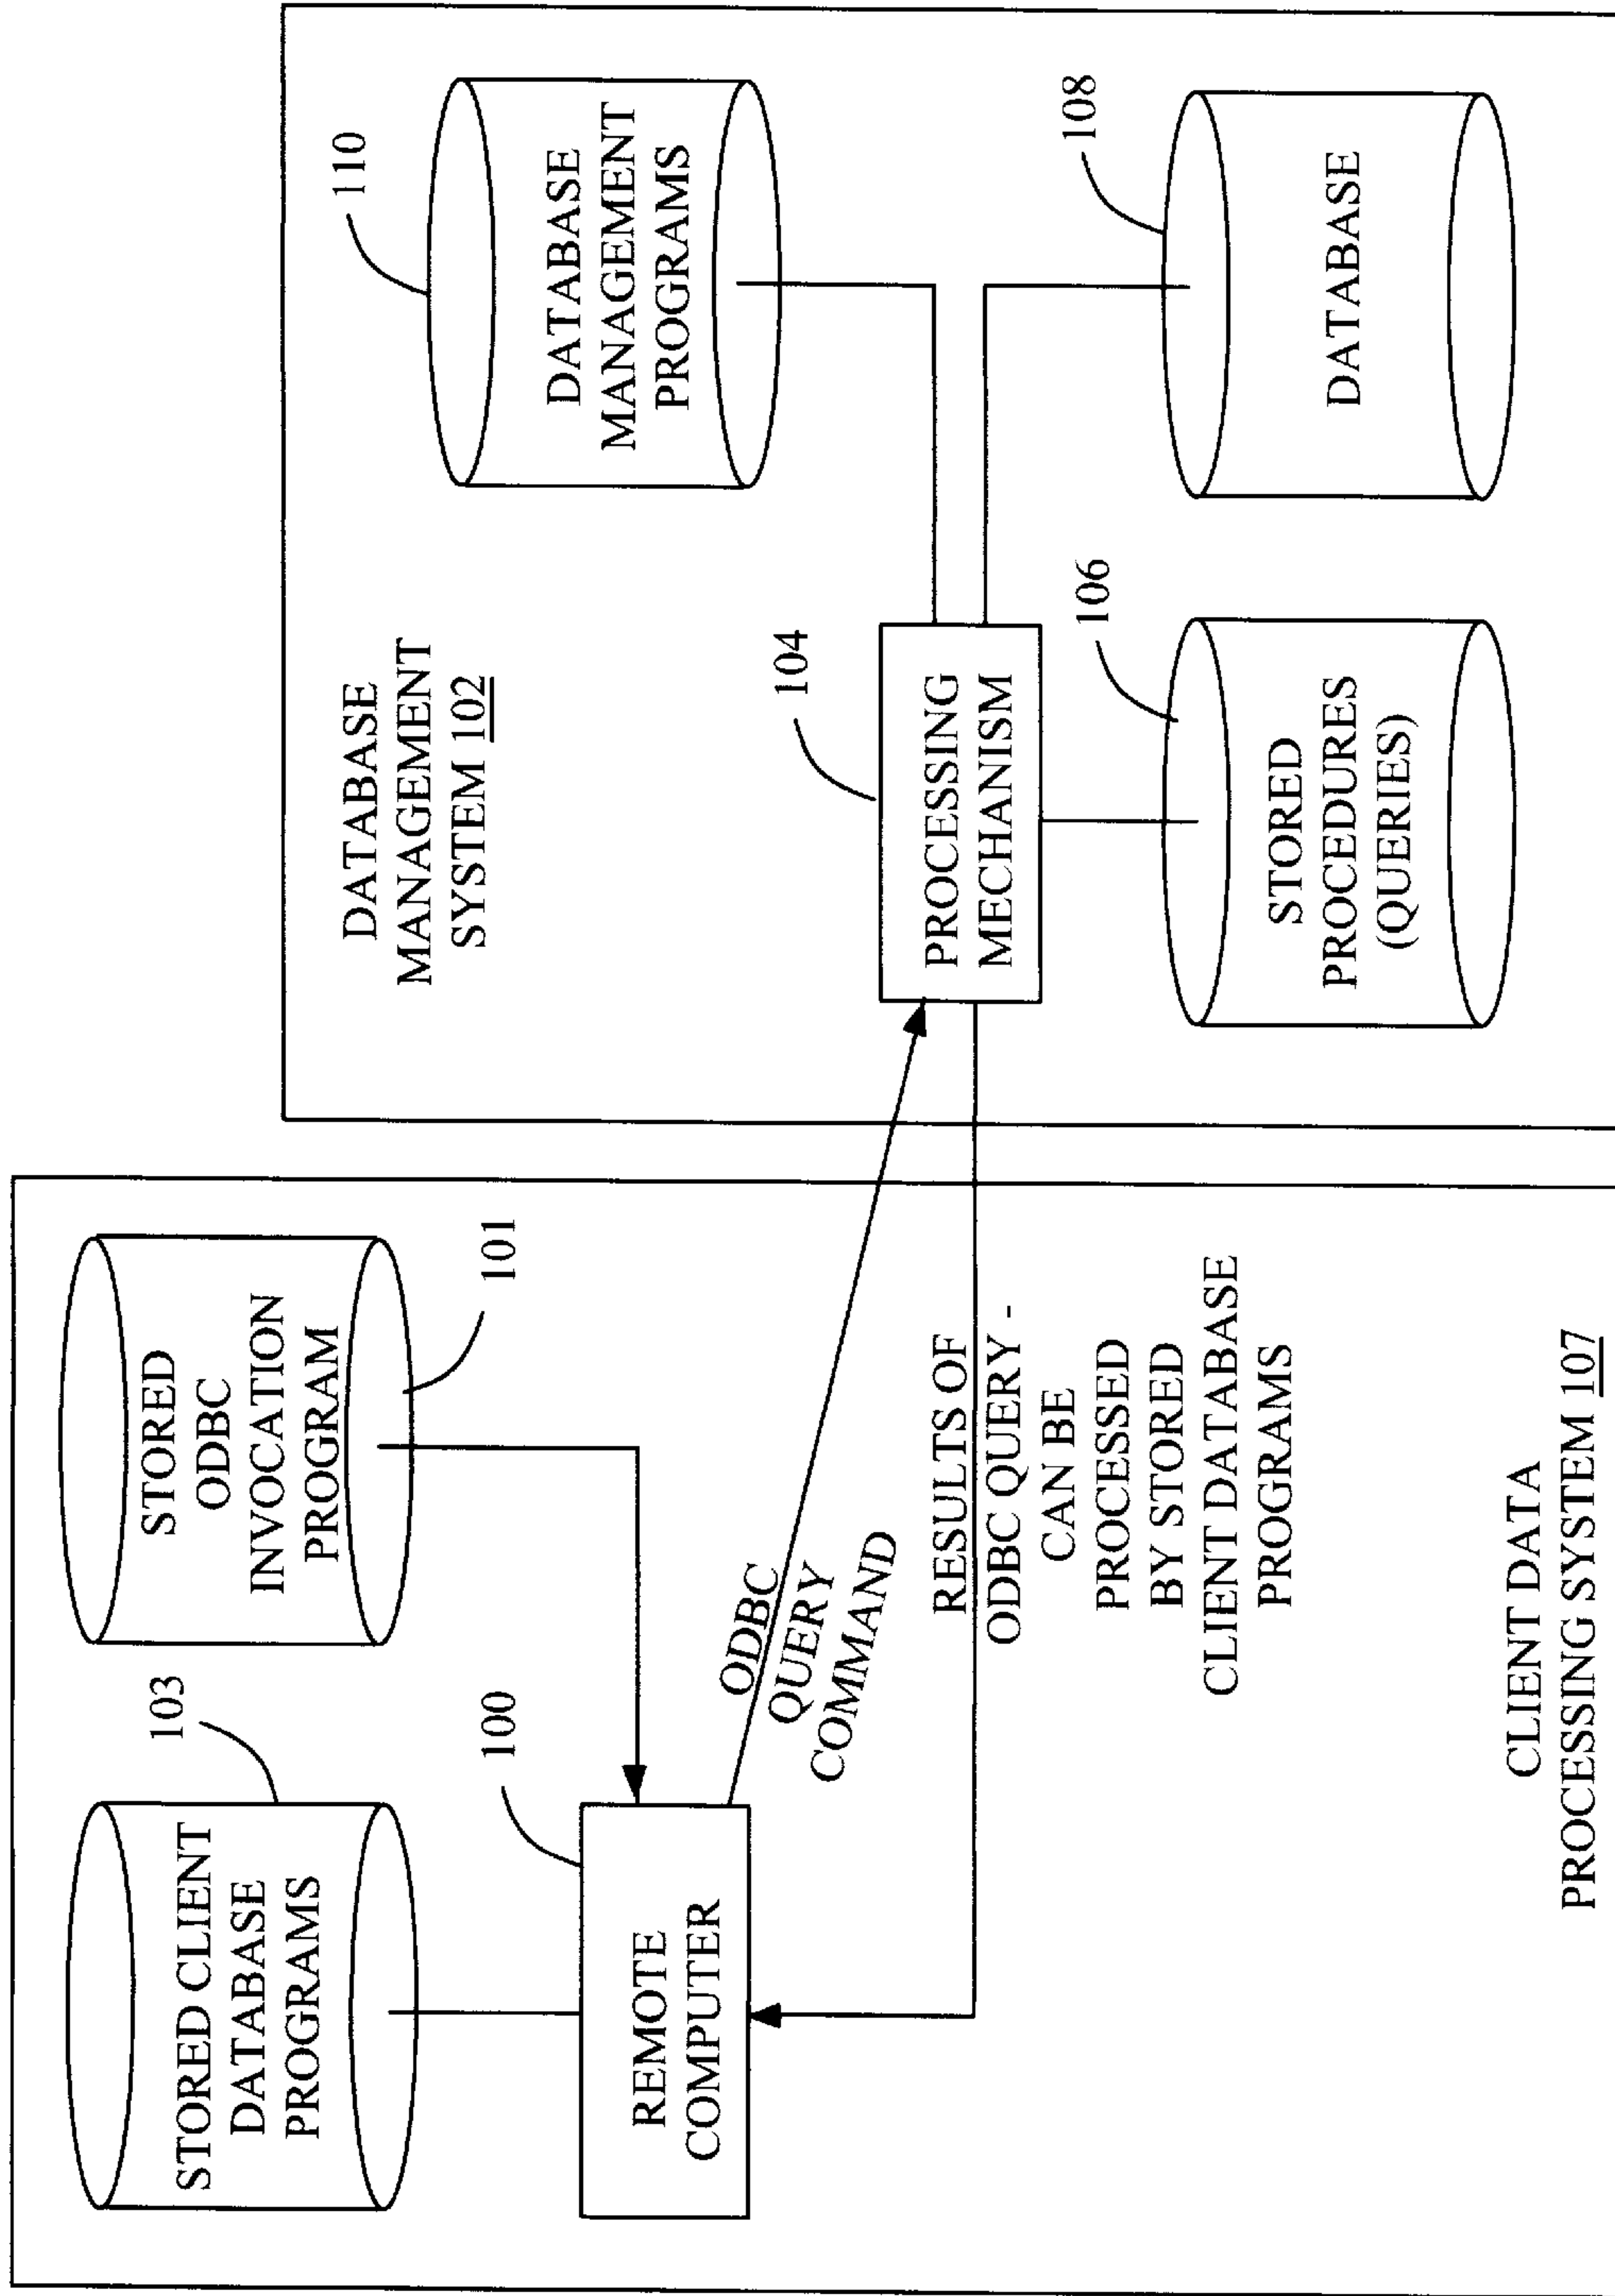 STORED CLIENT
DATABASE
PROGRAMS
103
STORED
ODBC
INVOCATION
PROGRAM
101
REMOTE
COMPUTER
100
ODBC
QUERY
COMMAND
RESULTS OF
ODBC QUERY -
CAN BE
PROCESSED
BY STORED
CLIENT DATABASE
PROGRAMS
CLIENT DATA
PROCESSING SYSTEM 107
DATABASE
MANAGEMENT
SYSTEM 102
110
DATABASE
MANAGEMENT
PROGRAMS
104
PROCESSING
MECHANISM
106
STORED
PROCEDURES
(QUERIES)
108
DATABASE